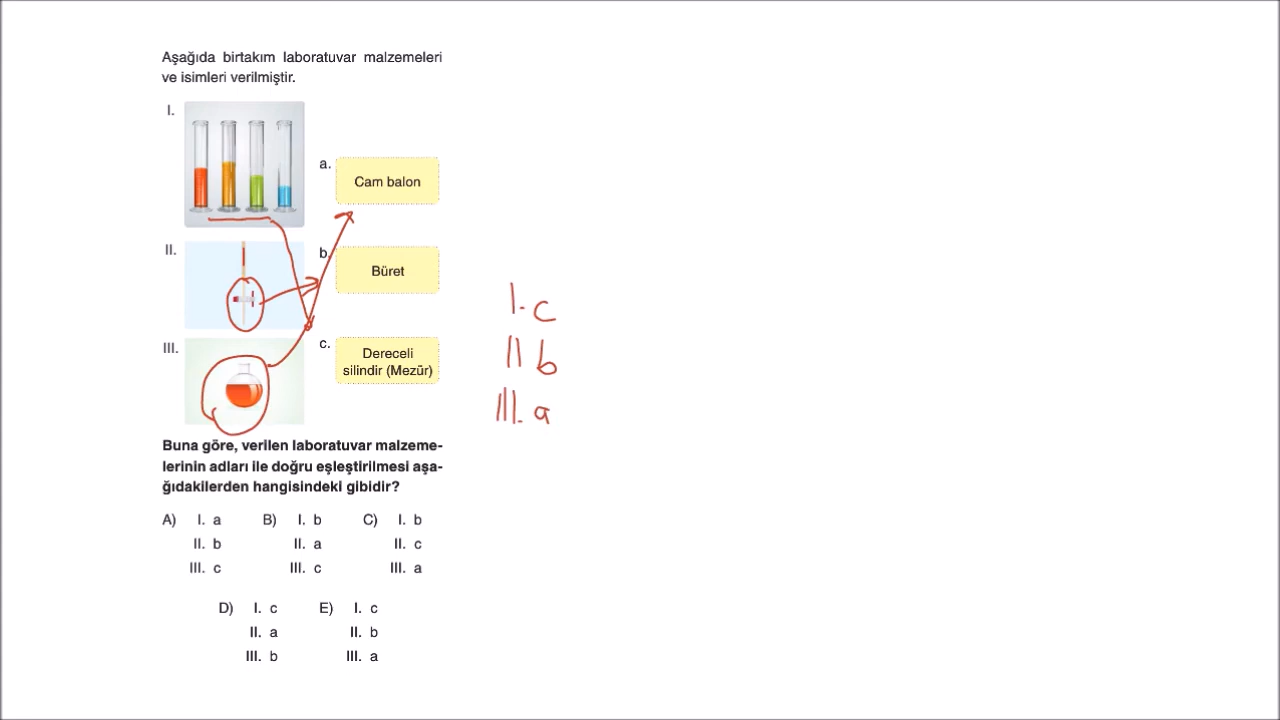 Aşağıda birtakım laboratuvar malzemeleri
ve isimleri verilmiştir.
I.
a.
Cam balon
II.
b.
Büret
III.
c.
Dereceli
silindir (Mezür)
I. c
II b
III. a
Buna göre, verilen laboratuvar malzeme-
lerinin adları ile doğru eşleştirilmesi aşa-
ğıdakilerden hangisindeki gibidir?
A) I. a B) I. b C) I. b
II. b II. a II. c
III. c III. c III. a
D) I. c E) I. c
II. a II. b
III. b III. a